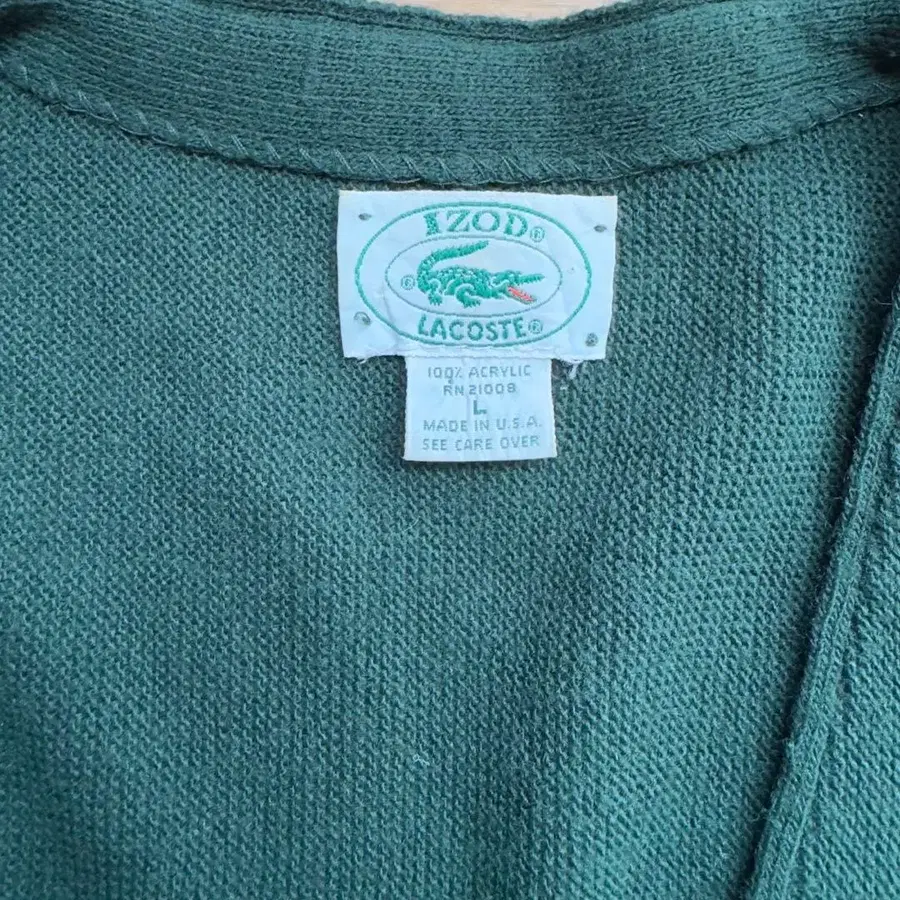 IZOD®
®
LACOSTE®
100% ACRYLIC
RN 21008
L
MADE IN U.S.A.
SEE CARE OVER